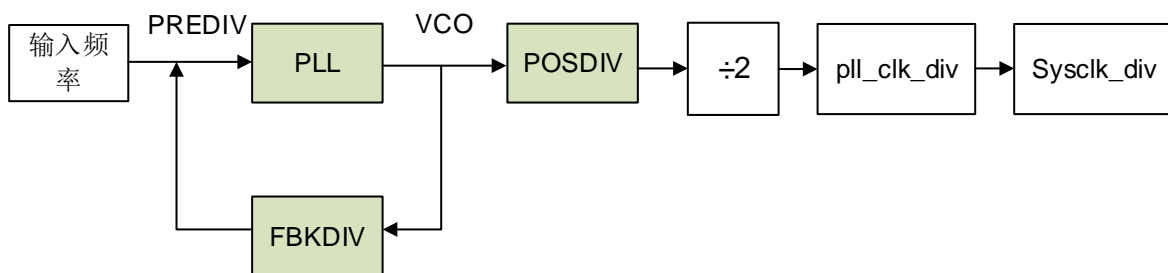 PREDIV
VCO
输入频
率
PLL
POSDIV
÷2
pll_clk_div
Sysclk_div
FBKDIV